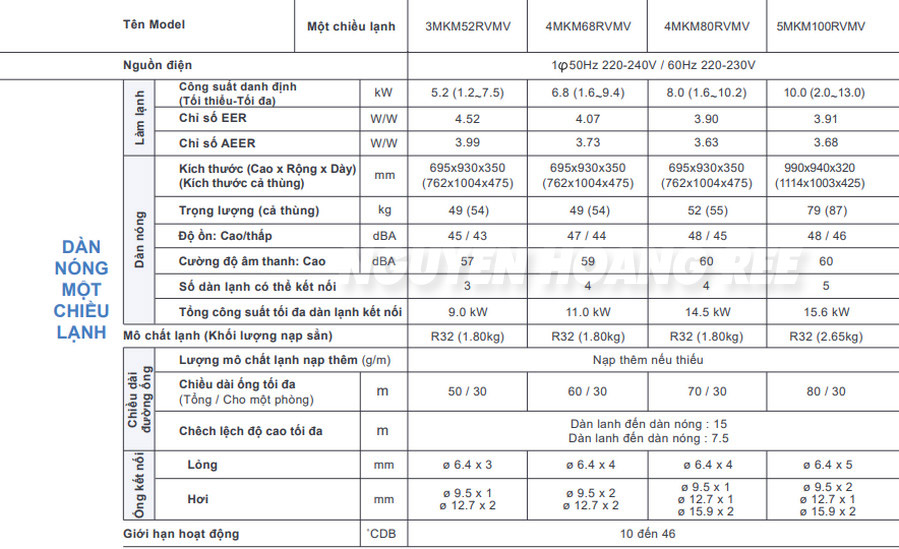 Tên Model Một chiều lạnh 3MKM52RVMV 4MKM68RVMV 4MKM80RVMV 5MKM100RVMV
Nguồn điện 1φ50Hz 220-240V / 60Hz 220-230V
Làm lạnh
Công suất danh định
(Tối thiểu-Tối đa) kW 5.2 (1.2~7.5) 6.8 (1.6~9.4) 8.0 (1.6~10.2) 10.0 (2.0~13.0)
Chỉ số EER W/W 4.52 4.07 3.90 3.91
Chỉ số AEER W/W 3.99 3.73 3.63 3.68
Dàn nóng
Kích thước (Cao x Rộng x Dày) mm 695x930x350 695x930x350 695x930x350 990x940x320
(Kích thước cả thùng) (762x1004x475) (762x1004x475) (762x1004x475) (1114x1003x425)
Trọng lượng (cả thùng) kg 49 (54) 49 (54) 52 (55) 79 (87)
Độ ồn: Cao/thấp dBA 45 / 43 47 / 44 48 / 45 48 / 46
Cường độ âm thanh: Cao dBA 57 59 60 60
Số dàn lạnh có thể kết nối 3 4 4 5
Tổng công suất tối đa dàn lạnh kết nối 9.0 kW 11.0 kW 14.5 kW 15.6 kW
NGUYEN HOANG REE
DÀN
NÓNG
MỘT
CHIỀU
LẠNH
Mô chất lạnh (Khối lượng nạp sẵn) R32 (1.80kg) R32 (1.80kg) R32 (1.80kg) R32 (2.65kg)
Chiều dài
đường ống
Lượng mô chất lạnh nạp thêm (g/m) Nạp thêm nếu thiếu
Chiều dài ống tối đa
(Tổng / Cho một phòng) m 50 / 30 60 / 30 70 / 30 80 / 30
Chêch lệch độ cao tối đa m Dàn lanh đến dàn nóng : 15
Dàn lanh đến dàn nóng : 7.5
Ống kết nối
Lỏng mm ø 6.4 x 3 ø 6.4 x 4 ø 6.4 x 4 ø 6.4 x 5
Hơi mm ø 9.5 x 1 ø 9.5 x 2 ø 9.5 x 1 ø 9.5 x 2
ø 12.7 x 2 ø 12.7 x 2 ø 12.7 x 1 ø 12.7 x 1
ø 15.9 x 2 ø 15.9 x 2
Giới hạn hoạt động °CDB 10 đến 46